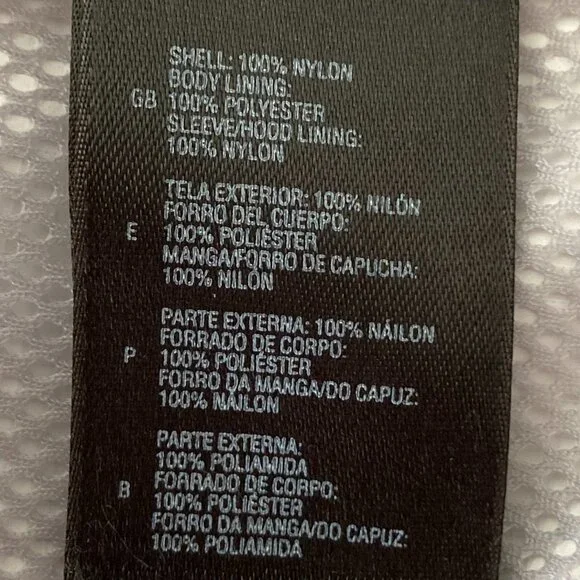 SHELL: 100% NYLON
BODY LINING:
GB 100% POLYESTER
SLEEVE/HOOD LINING:
100% NYLON
TELA EXTERIOR: 100% NILÓN
FORRO DEL CUERPO:
E 100% POLIÉSTER
MANGA/FORRO DE CAPUCHA:
100% NILÓN
PARTE EXTERNA: 100% NÁILON
FORRADO DE CORPO:
P 100% POLIÉSTER
FORRO DA MANGA/DO CAPUZ:
100% NÁILON
PARTE EXTERNA:
100% POLIAMIDA
FORRADO DE CORPO:
B 100% POLIÉSTER
FORRO DA MANGA/DO CAPUZ:
100% POLIAMIDA